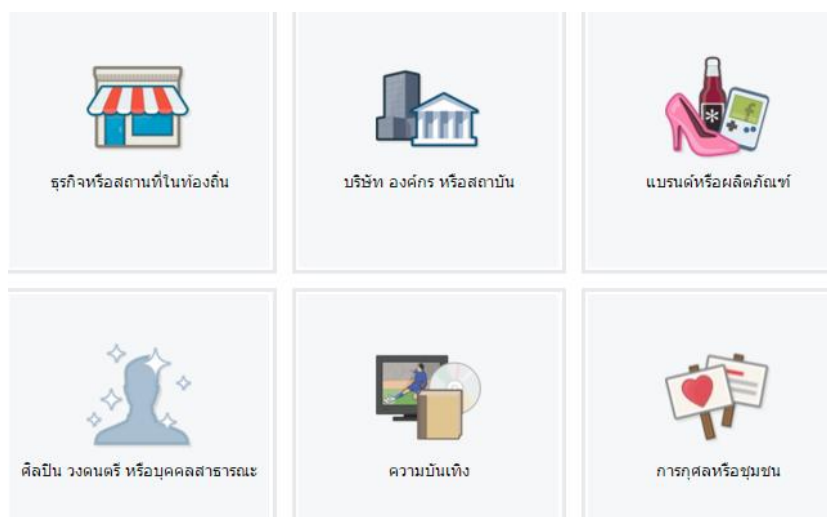 ธุรกิจหรือสถานที่ในท้องถิ่น
บริษัท องค์กร หรือสถาบัน
แบรนด์หรือผลิตภัณฑ์
ศิลปิน วงดนตรี หรือบุคคลสาธารณะ
ความบันเทิง
การกุศลหรือชุมชน